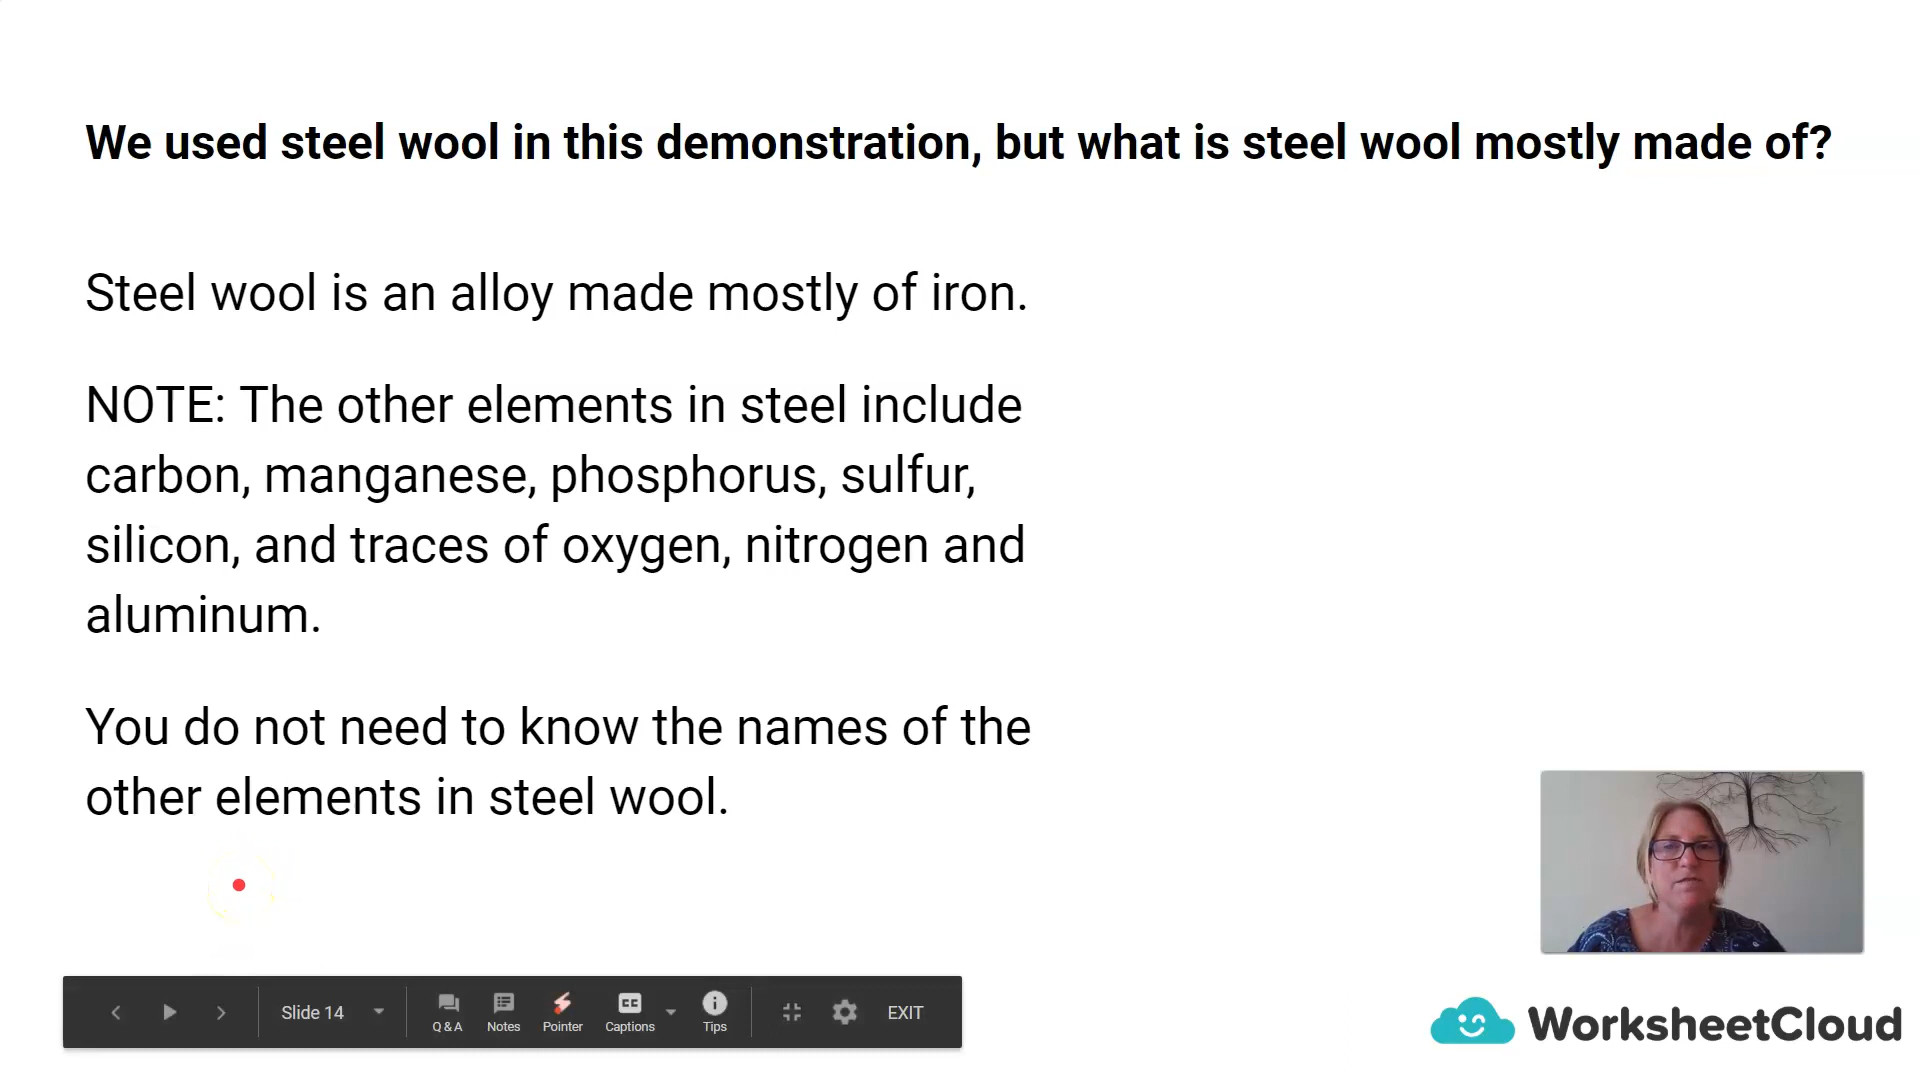 We used steel wool in this demonstration, but what is steel wool mostly made of?
Steel wool is an alloy made mostly of iron.
NOTE: The other elements in steel include
carbon, manganese, phosphorus, sulfur,
silicon, and traces of oxygen, nitrogen and
aluminum.
You do not need to know the names of the
other elements in steel wool.
Slide 14
Q & A
Notes
Pointer
CC
Captions
Tips
EXIT
WorksheetCloud